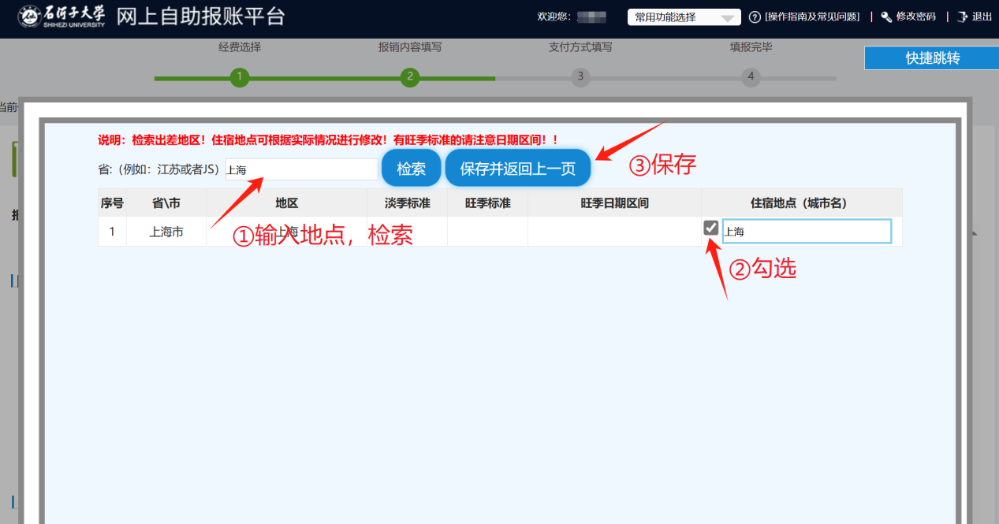 石河子大学
SHIHEZI UNIVERSITY
网上自助报账平台
欢迎您:
常用功能选择
[操作指南及常见问题]
修改密码
退出
经费选择
报销内容填写
支付方式填写
填报完毕
快捷跳转
1
2
3
4
当前
说明：检索出差地区！住宿地点可根据实际情况进行修改！有旺季标准的请注意日期区间！！
省:（例如：江苏或者JS） 上海 检索 保存并返回上一页
③保存
序号 省\市 地区 淡季标准 旺季标准 旺季日期区间 住宿地点（城市名）
1 上海市 上海 上海
①输入地点，检索
②勾选